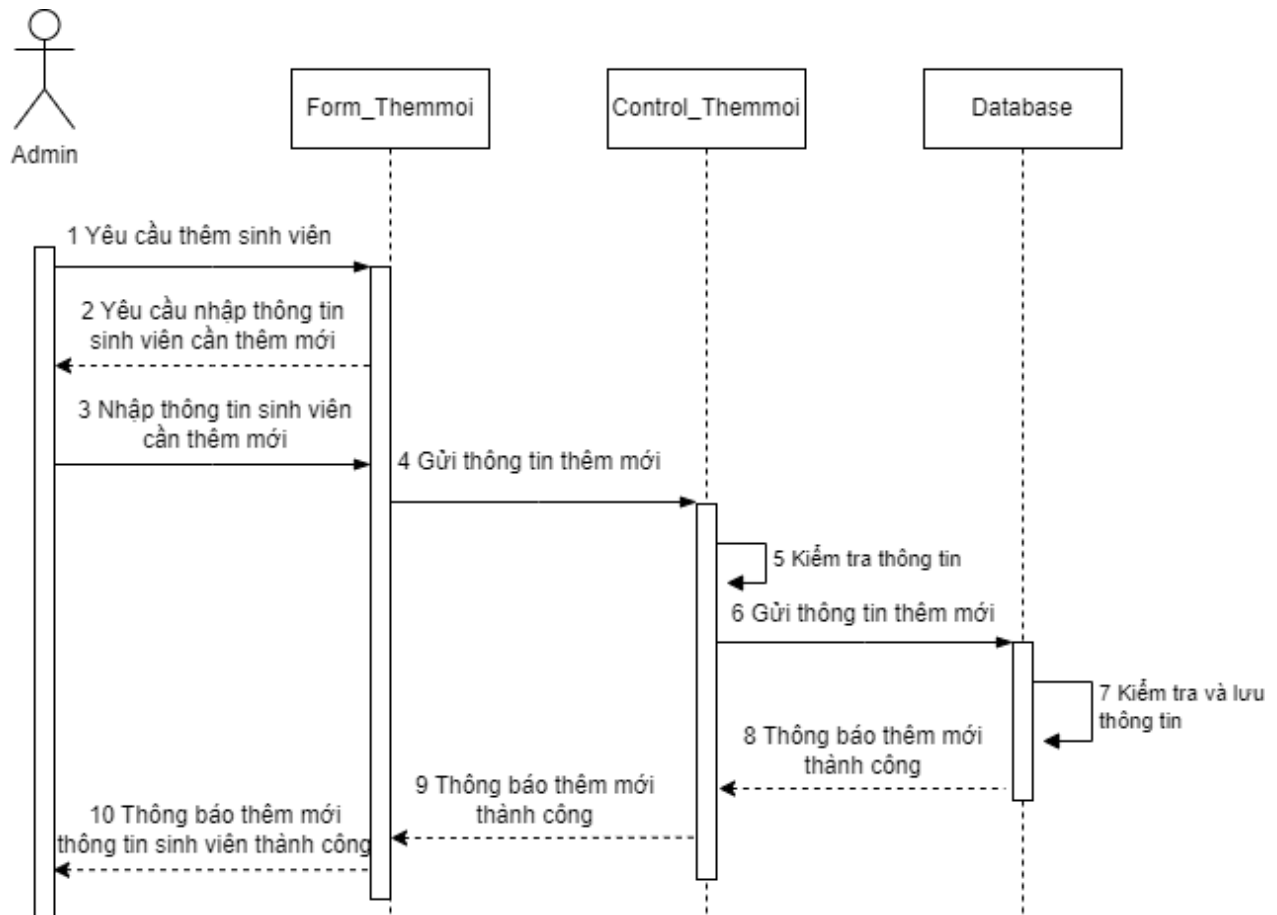 Form_Themmoi
Control_Themmoi
Database
Admin
1 Yêu cầu thêm sinh viên
2 Yêu cầu nhập thông tin
sinh viên cần thêm mới
3 Nhập thông tin sinh viên
cần thêm mới
4 Gửi thông tin thêm mới
5 Kiểm tra thông tin
6 Gửi thông tin thêm mới
7 Kiểm tra và lưu
thông tin
8 Thông báo thêm mới
thành công
9 Thông báo thêm mới
thành công
10 Thông báo thêm mới
thông tin sinh viên thành công